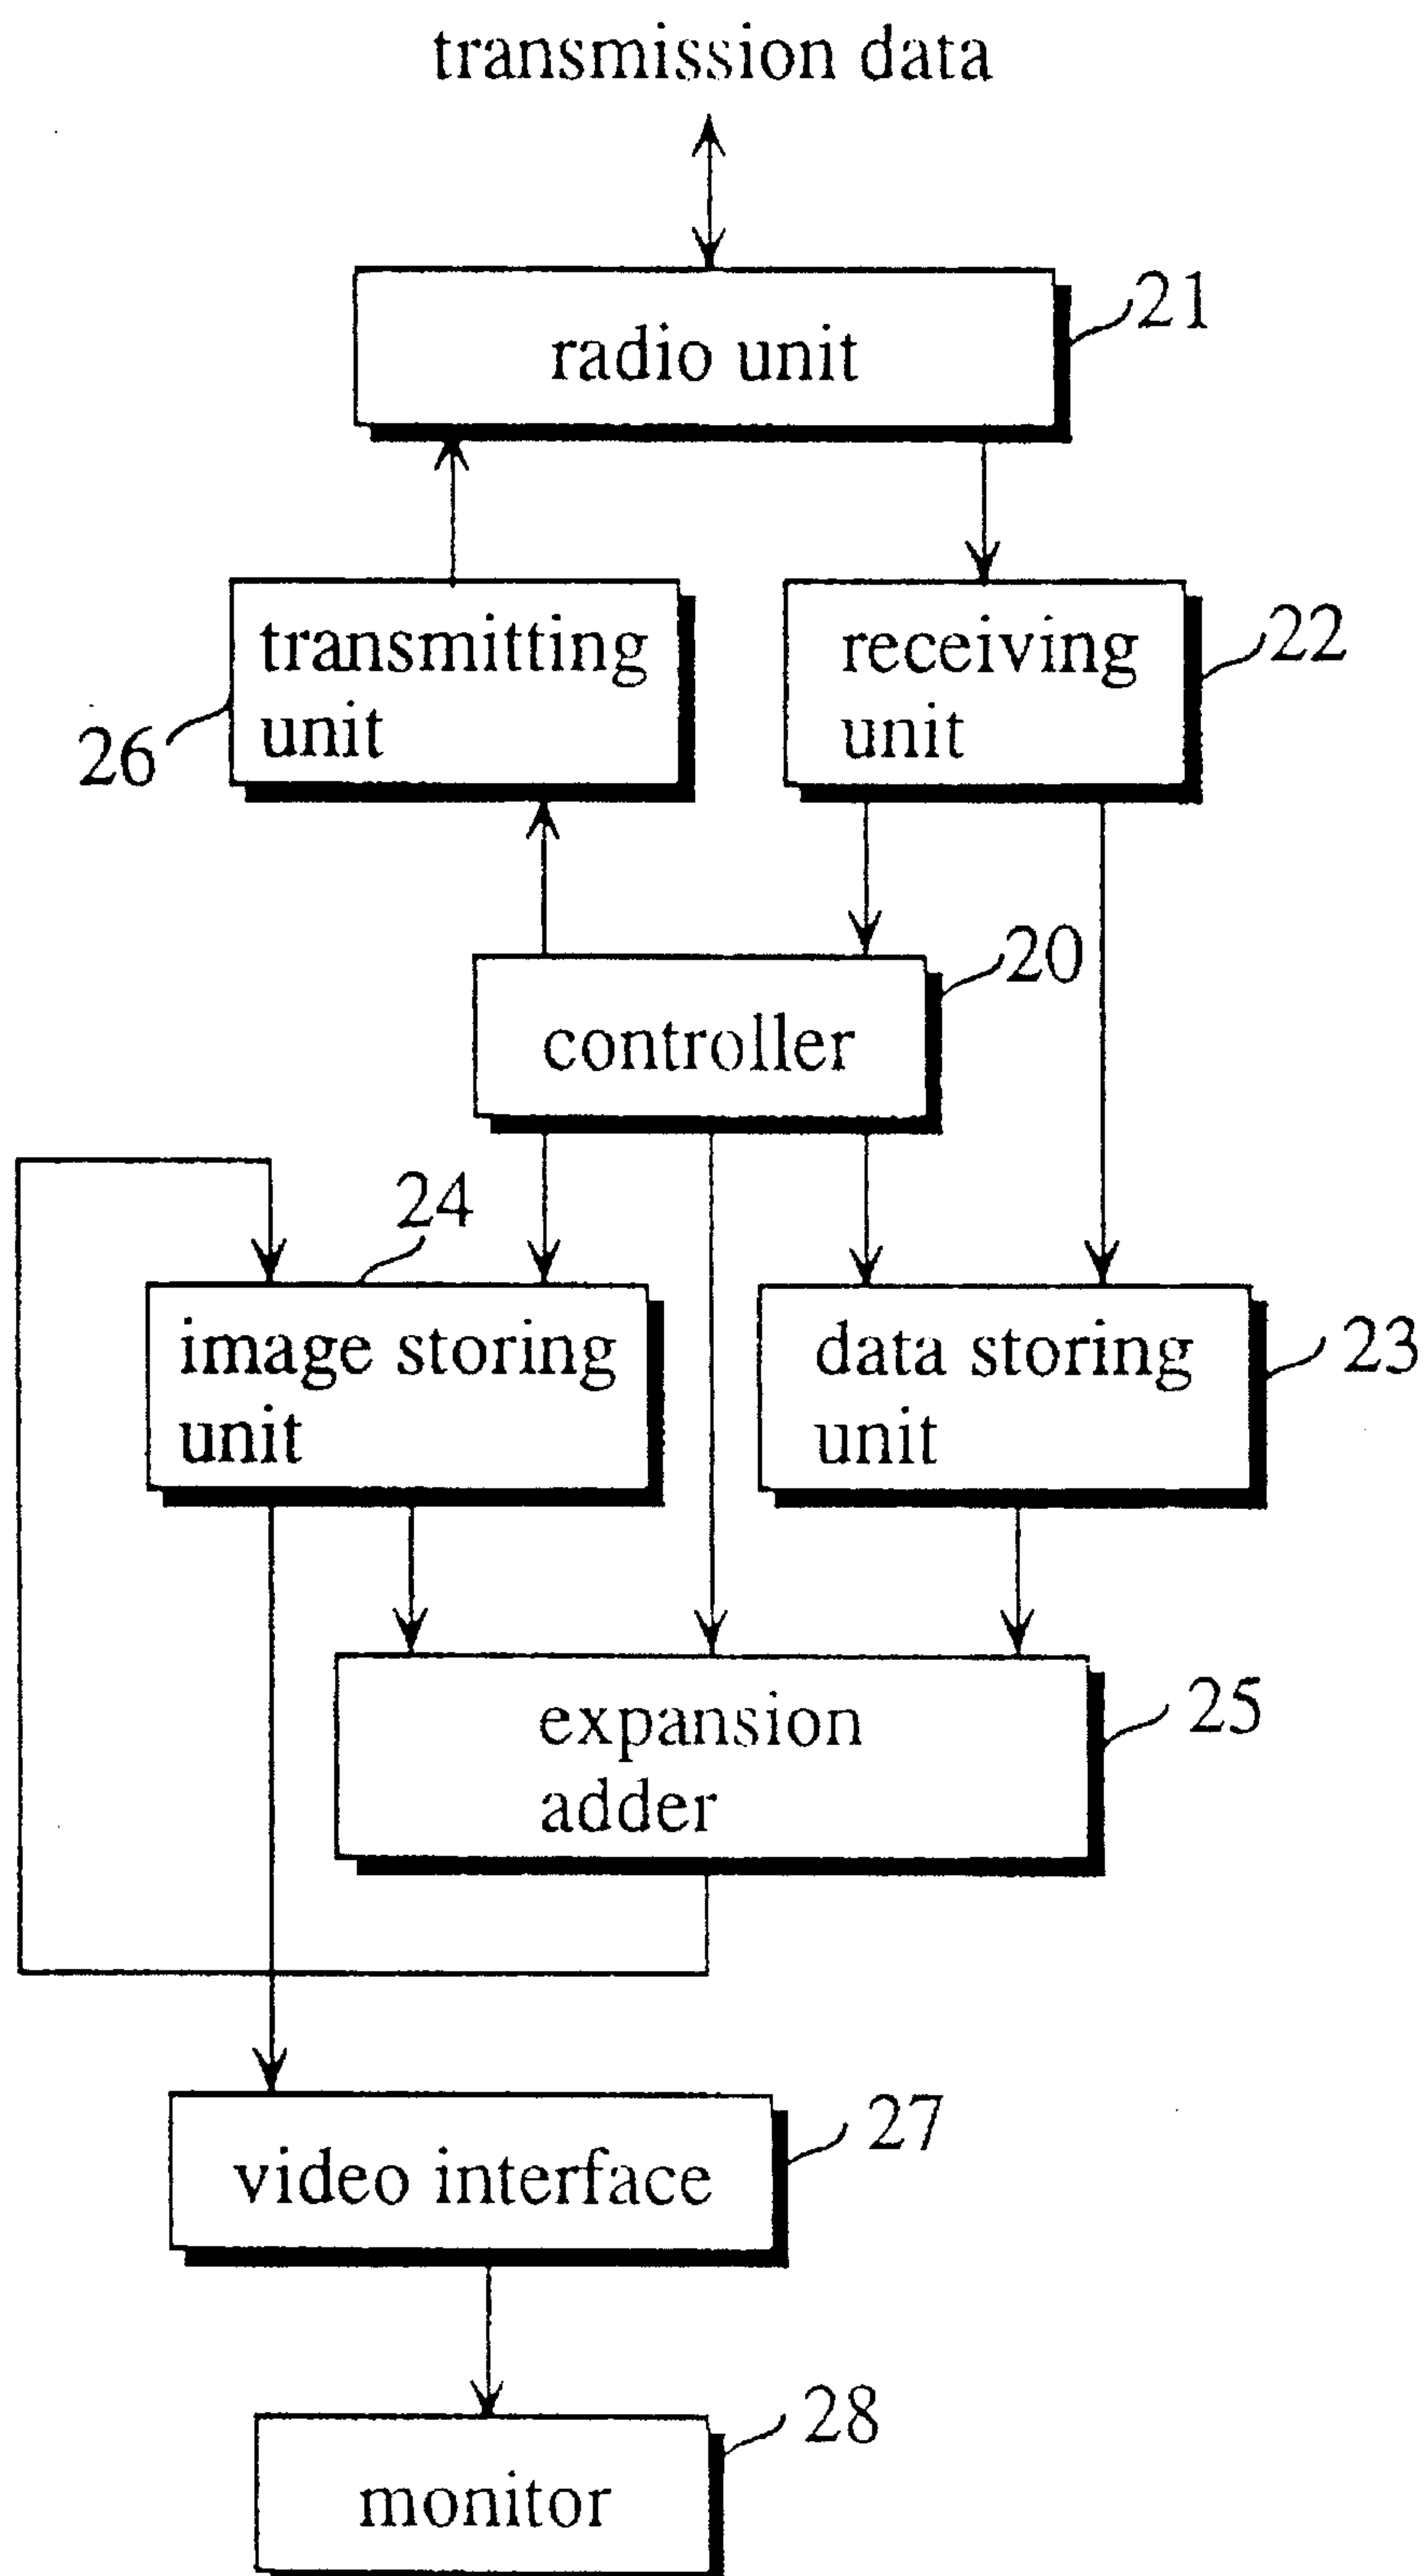 transmission data
radio unit
21
transmitting
unit
26
receiving
unit
22
controller
20
24
image storing
unit
data storing
unit
23
expansion
adder
25
video interface
27
monitor
28